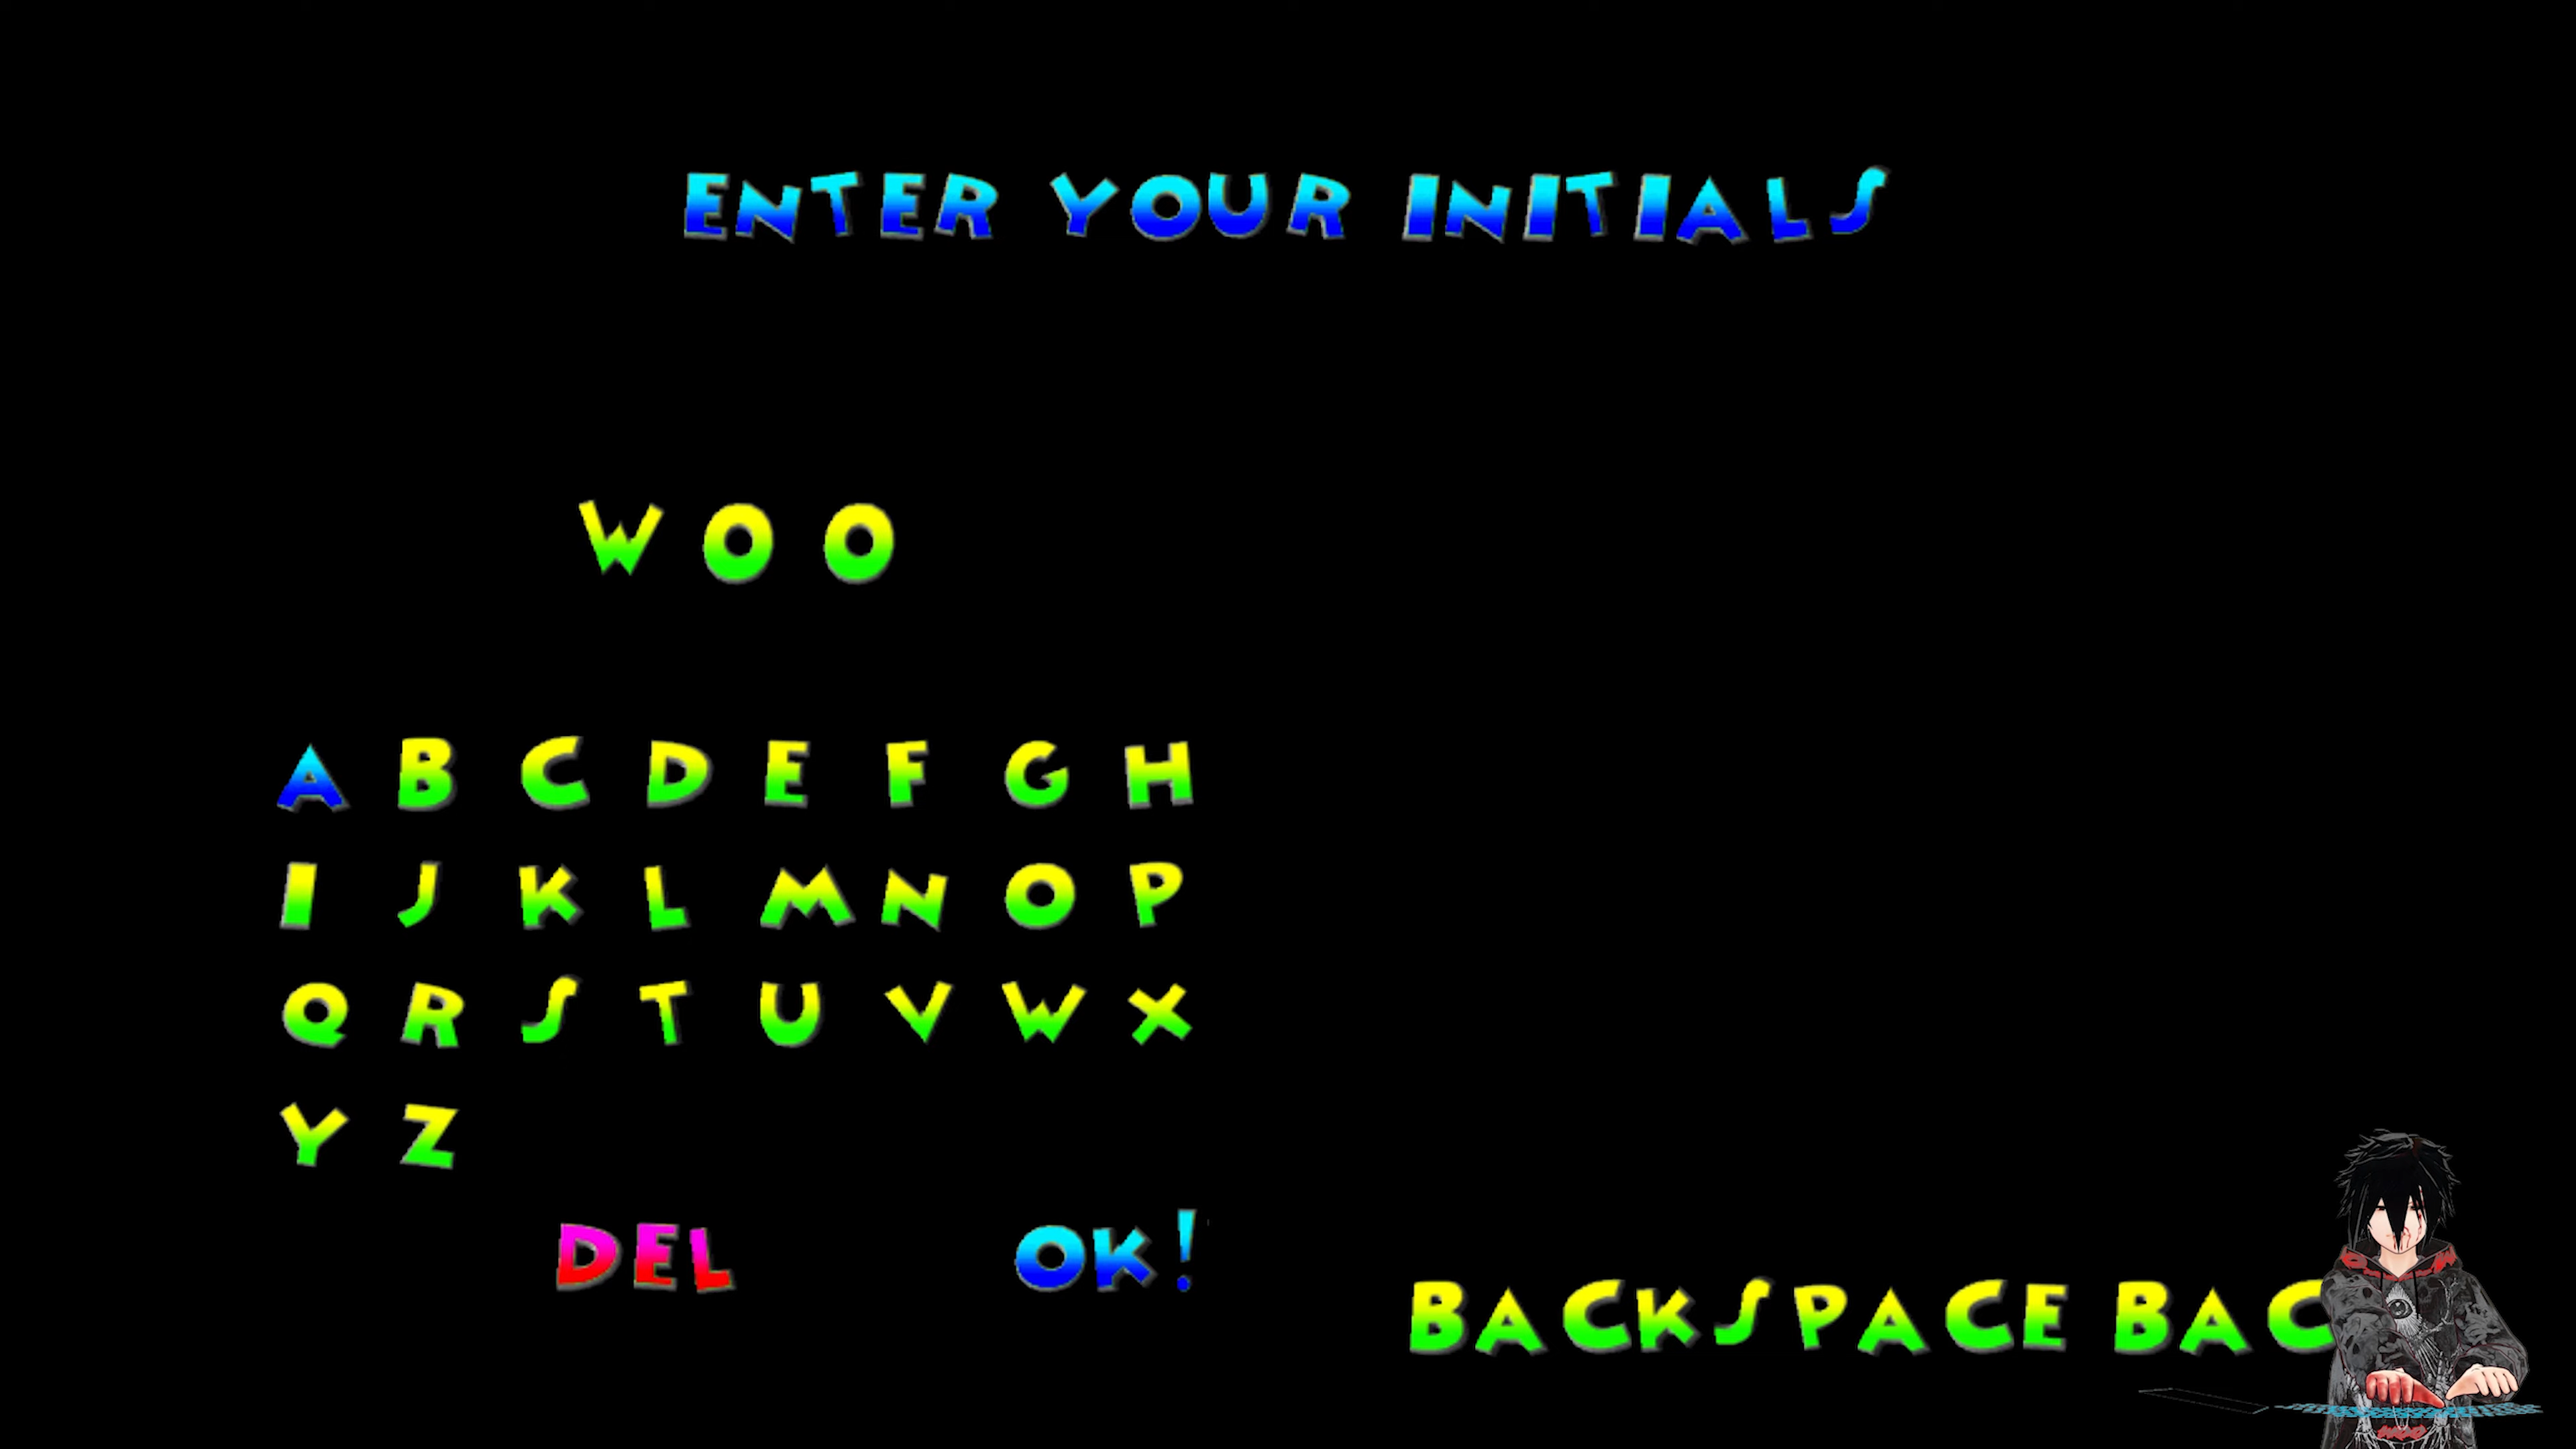 ENTER YOUR INITIALS
W O O
A B C D E F G H
I J K L M N O P
Q R S T U V W X
Y Z
DEL OK!
BACKSPACE BAC